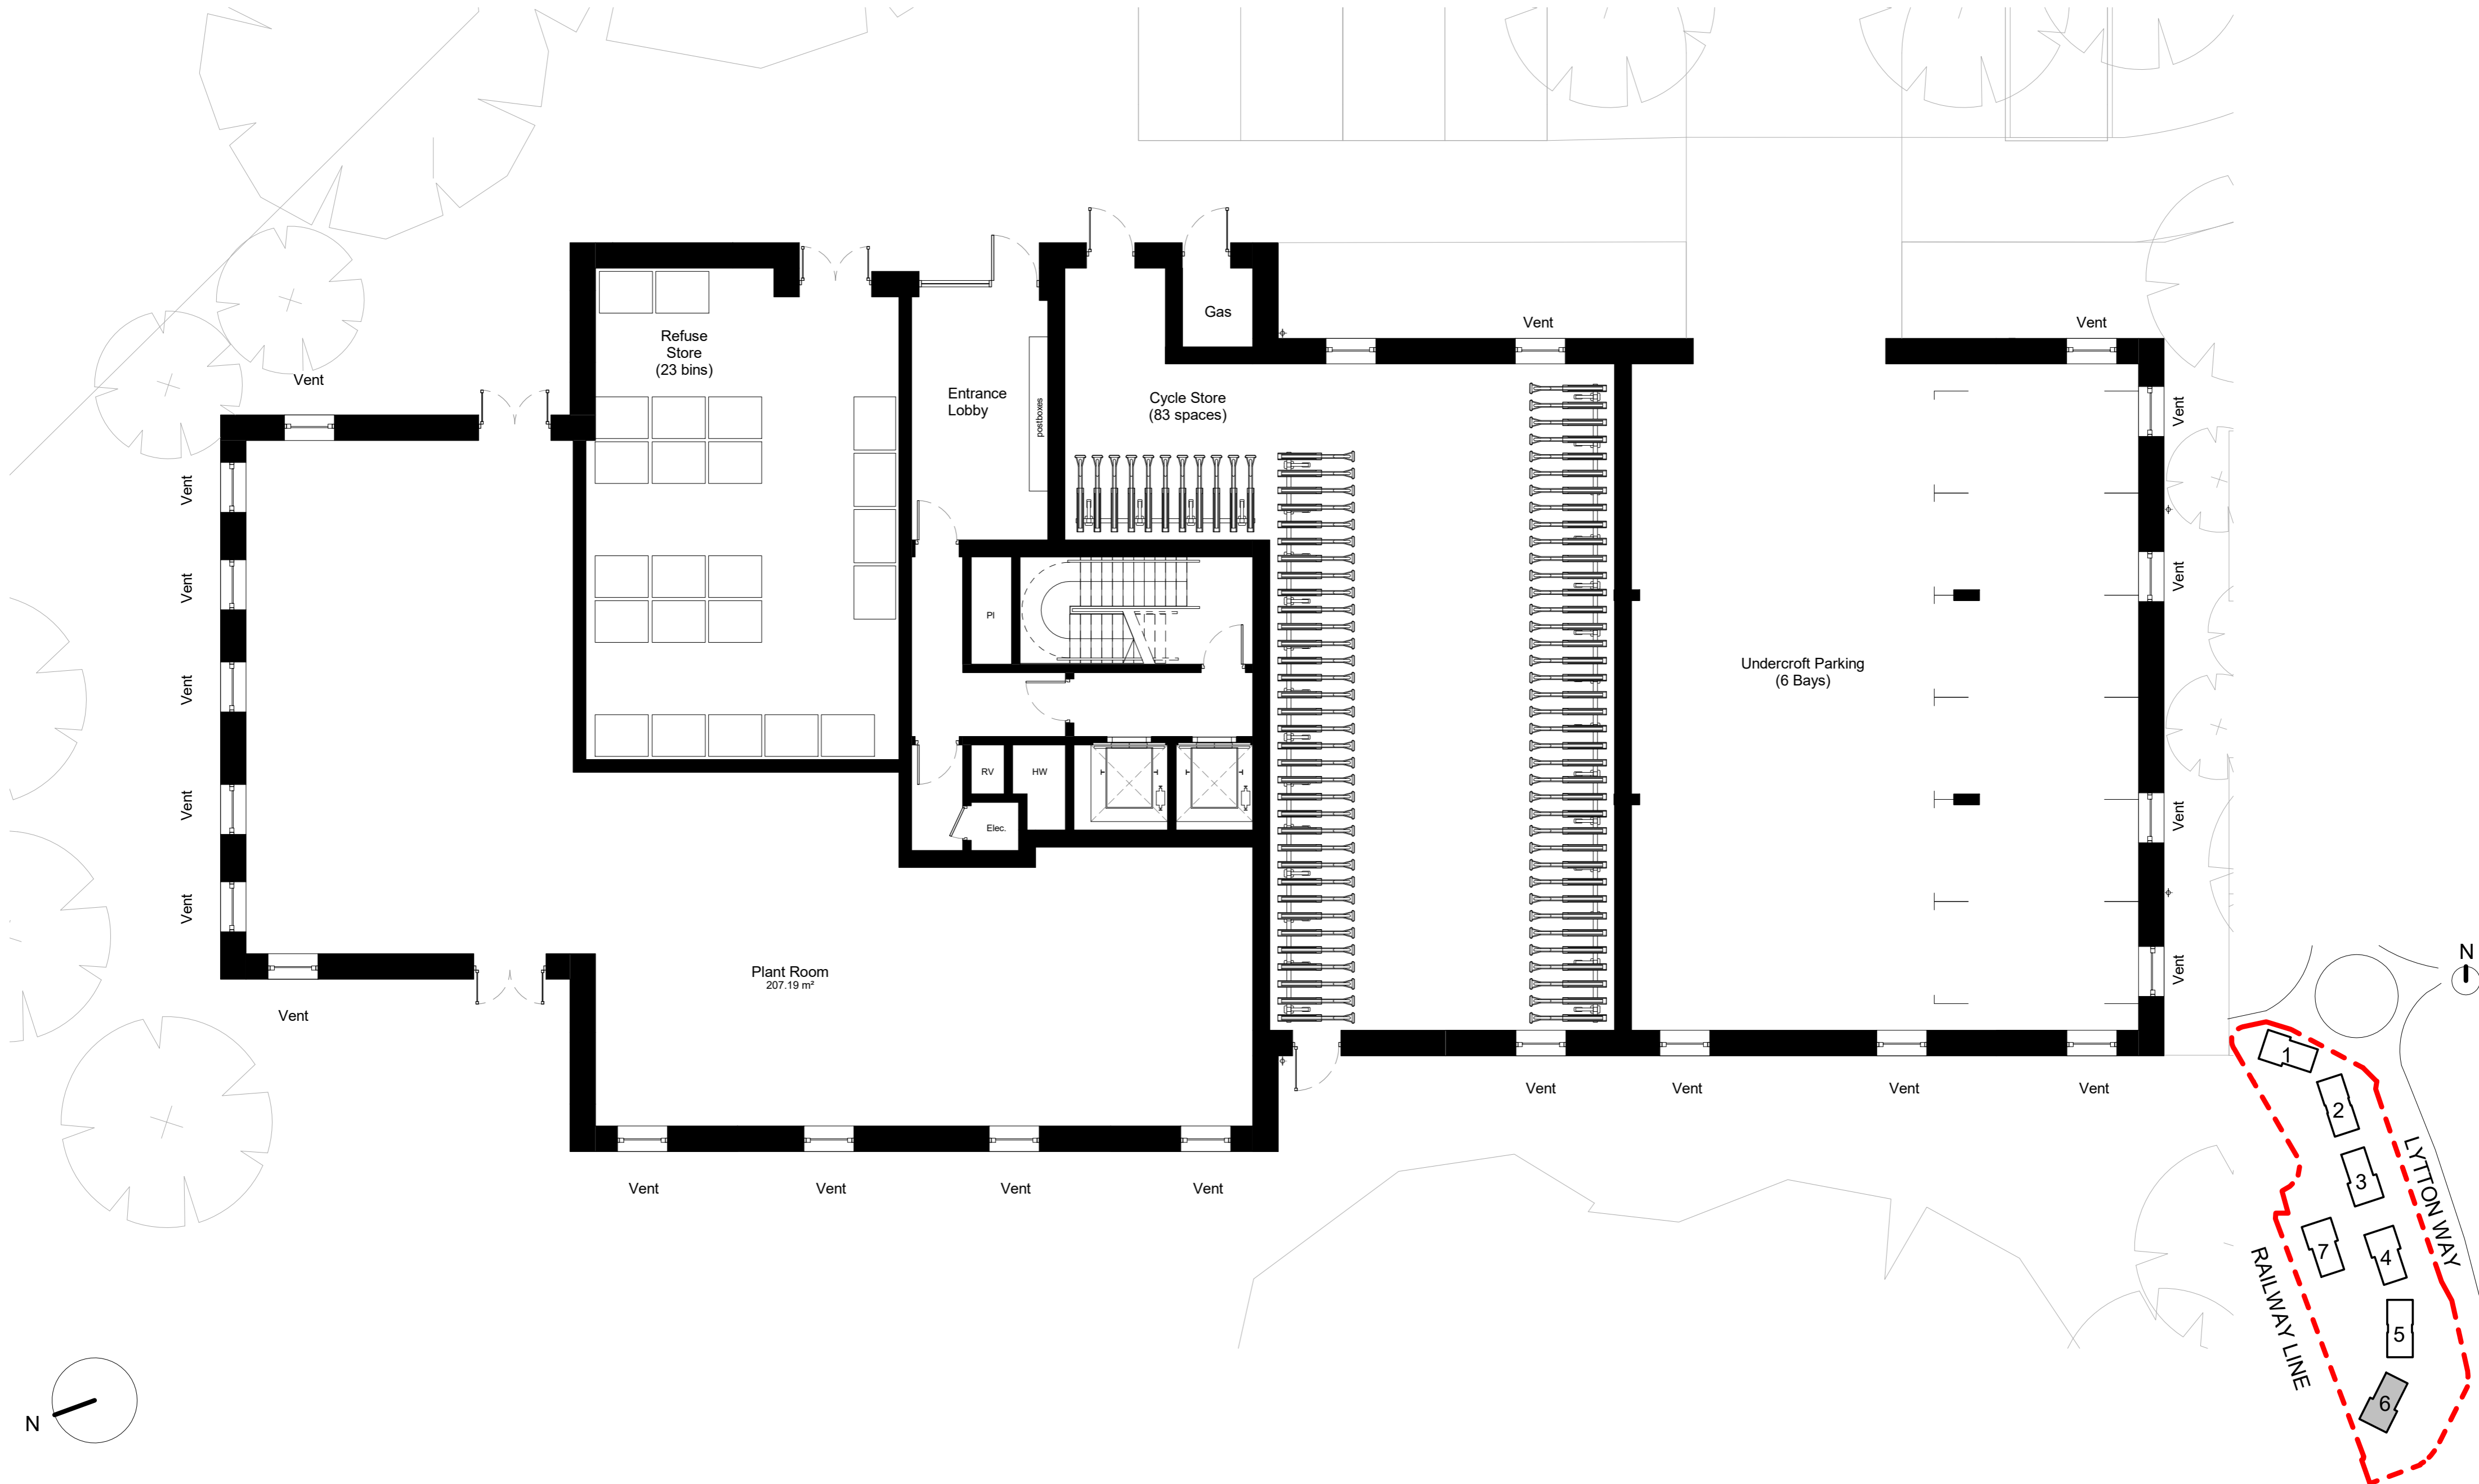 Refuse
Store
(23 bins)
Gas
Vent
Vent
Vent
Entrance
Lobby
postboxes
Cycle Store
(83 spaces)
Vent
Vent
Vent
Vent
Vent
Vent
Vent
PI
Undercroft Parking
(6 Bays)
RV
HW
Elec.
Vent
Vent
Vent
Plant Room
207.19 m²
Vent
Vent
Vent
Vent
Vent
Vent
Vent
Vent
Vent
N
N
1
2
3
4
5
6
7
LYTTON WAY
RAILWAY LINE